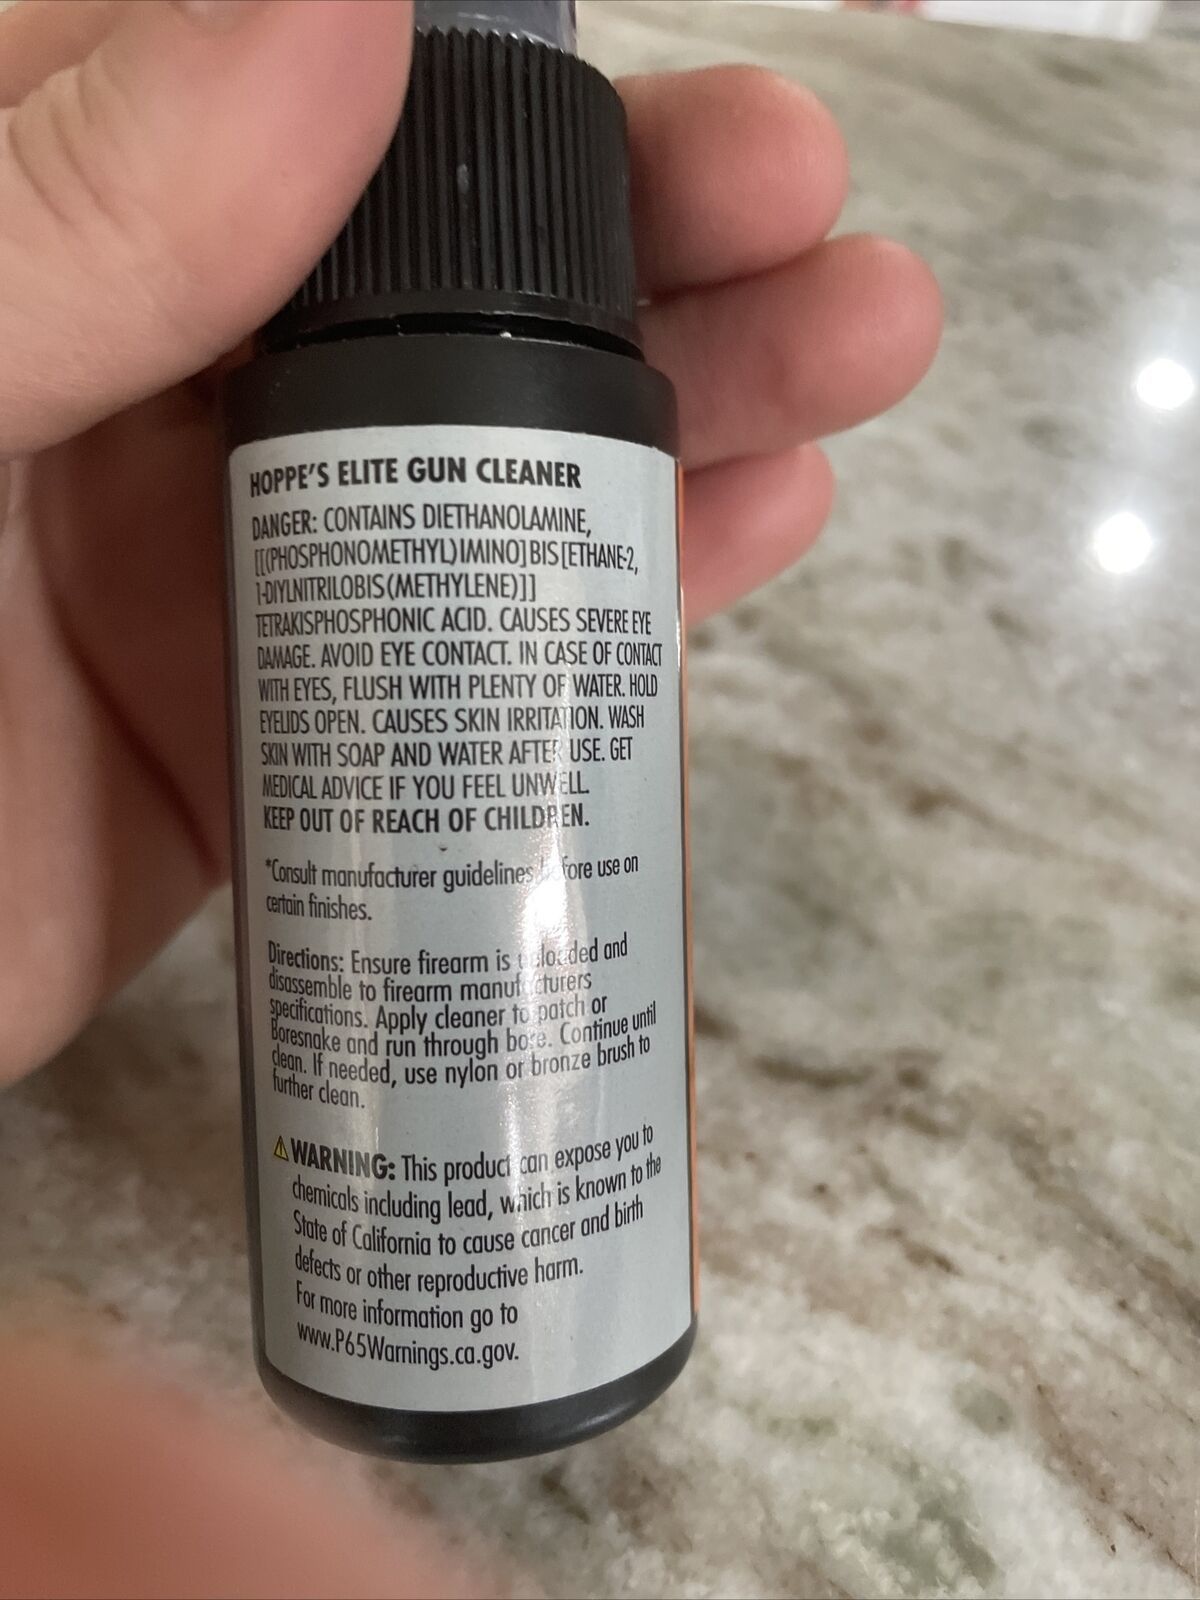 HOPPE'S ELITE GUN CLEANER
DANGER: CONTAINS DIETHANOLAMINE,
[[(PHOSPHONOMETHYL)IMINO]BIS[ETHANE-2,
1-DIYLNITRILOBIS(METHYLENE)]]
TETRAKISPHOSPHONIC ACID. CAUSES SEVERE EYE
DAMAGE. AVOID EYE CONTACT. IN CASE OF CONTACT
WITH EYES, FLUSH WITH PLENTY OF WATER. HOLD
EYELIDS OPEN. CAUSES SKIN IRRITATION. WASH
SKIN WITH SOAP AND WATER AFTER USE. GET
MEDICAL ADVICE IF YOU FEEL UNWELL.
KEEP OUT OF REACH OF CHILDREN.
*Consult manufacturer guidelines before use on
certain finishes.
Directions: Ensure firearm is unloaded and
disassemble to firearm manufacturers
specifications. Apply cleaner to patch or
Boresnake and run through bore. Continue until
clean. If needed, use nylon or bronze brush to
further clean.
WARNING: This product can expose you to
chemicals including lead, which is known to the
State of California to cause cancer and birth
defects or other reproductive harm.
For more information go to
www.P65Warnings.ca.gov.